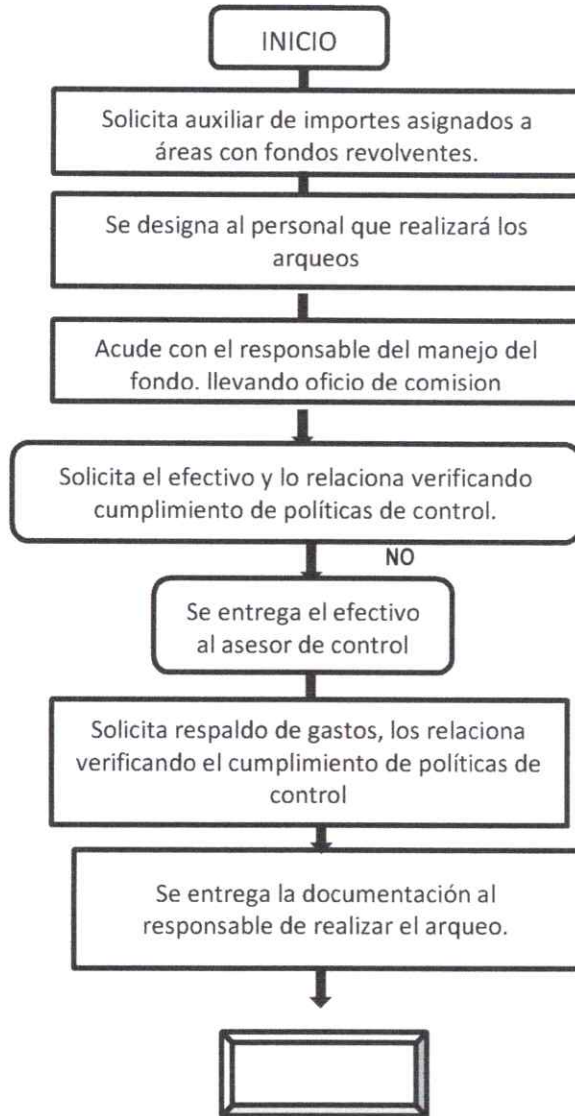 INICIO
Solicita auxiliar de importes asignados a
áreas con fondos revolventes.
Se designa al personal que realizará los
arqueos
Acude con el responsable del manejo del
fondo. llevando oficio de comision
Solicita el efectivo y lo relaciona verificando
cumplimiento de políticas de control.
NO
Se entrega el efectivo
al asesor de control
Solicita respaldo de gastos, los relaciona
verificando el cumplimiento de políticas de
control
Se entrega la documentación al
responsable de realizar el arqueo.